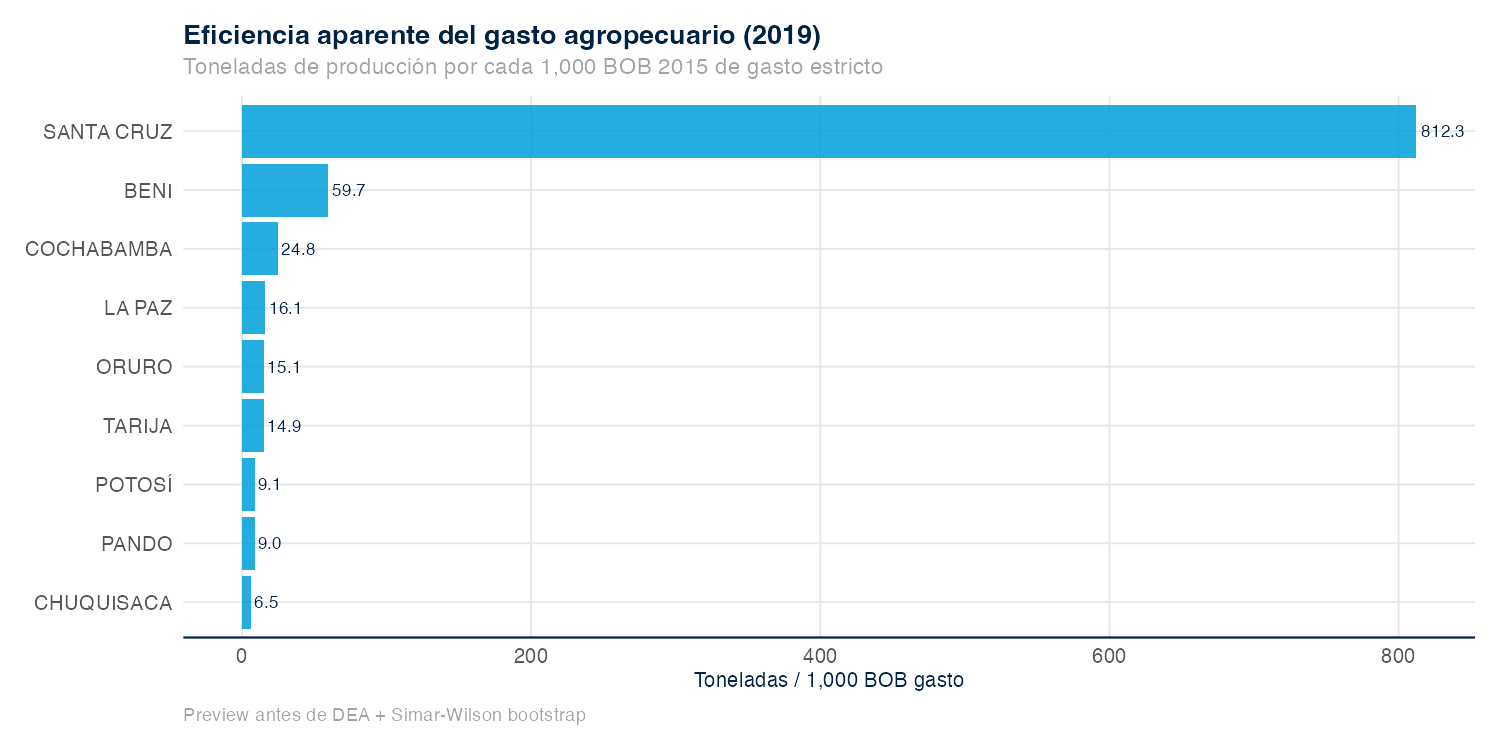 Eficiencia aparente del gasto agropecuario (2019)
Toneladas de producción por cada 1,000 BOB 2015 de gasto estricto
SANTA CRUZ 812.3
BENI 59.7
COCHABAMBA 24.8
LA PAZ 16.1
ORURO 15.1
TARIJA 14.9
POTOSÍ 9.1
PANDO 9.0
CHUQUISACA 6.5
0 200 400 600 800
Toneladas / 1,000 BOB gasto
Preview antes de DEA + Simar-Wilson bootstrap